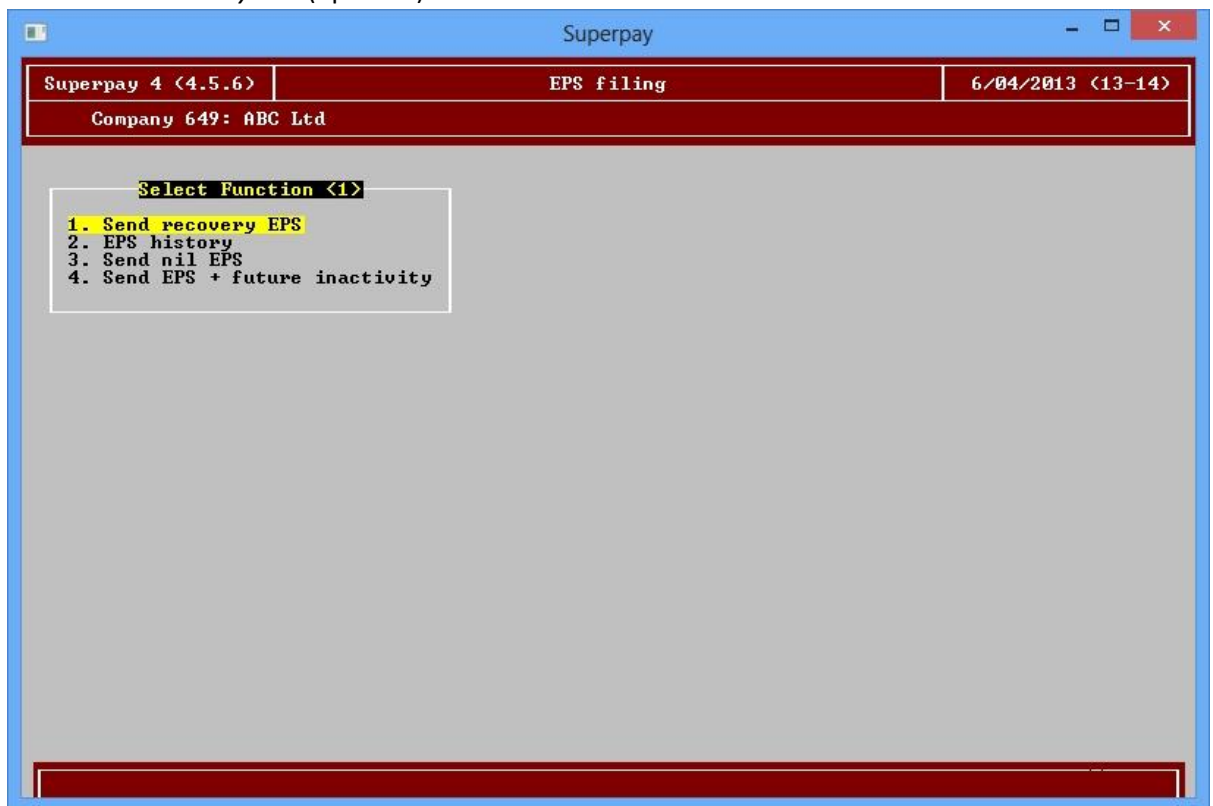 Superpay
Superpay 4 (4.5.6) EPS filing 6/04/2013 (13-14)
Company 649: ABC Ltd
Select Function <1>
1. Send recovery EPS
2. EPS history
3. Send nil EPS
4. Send EPS + future inactivity